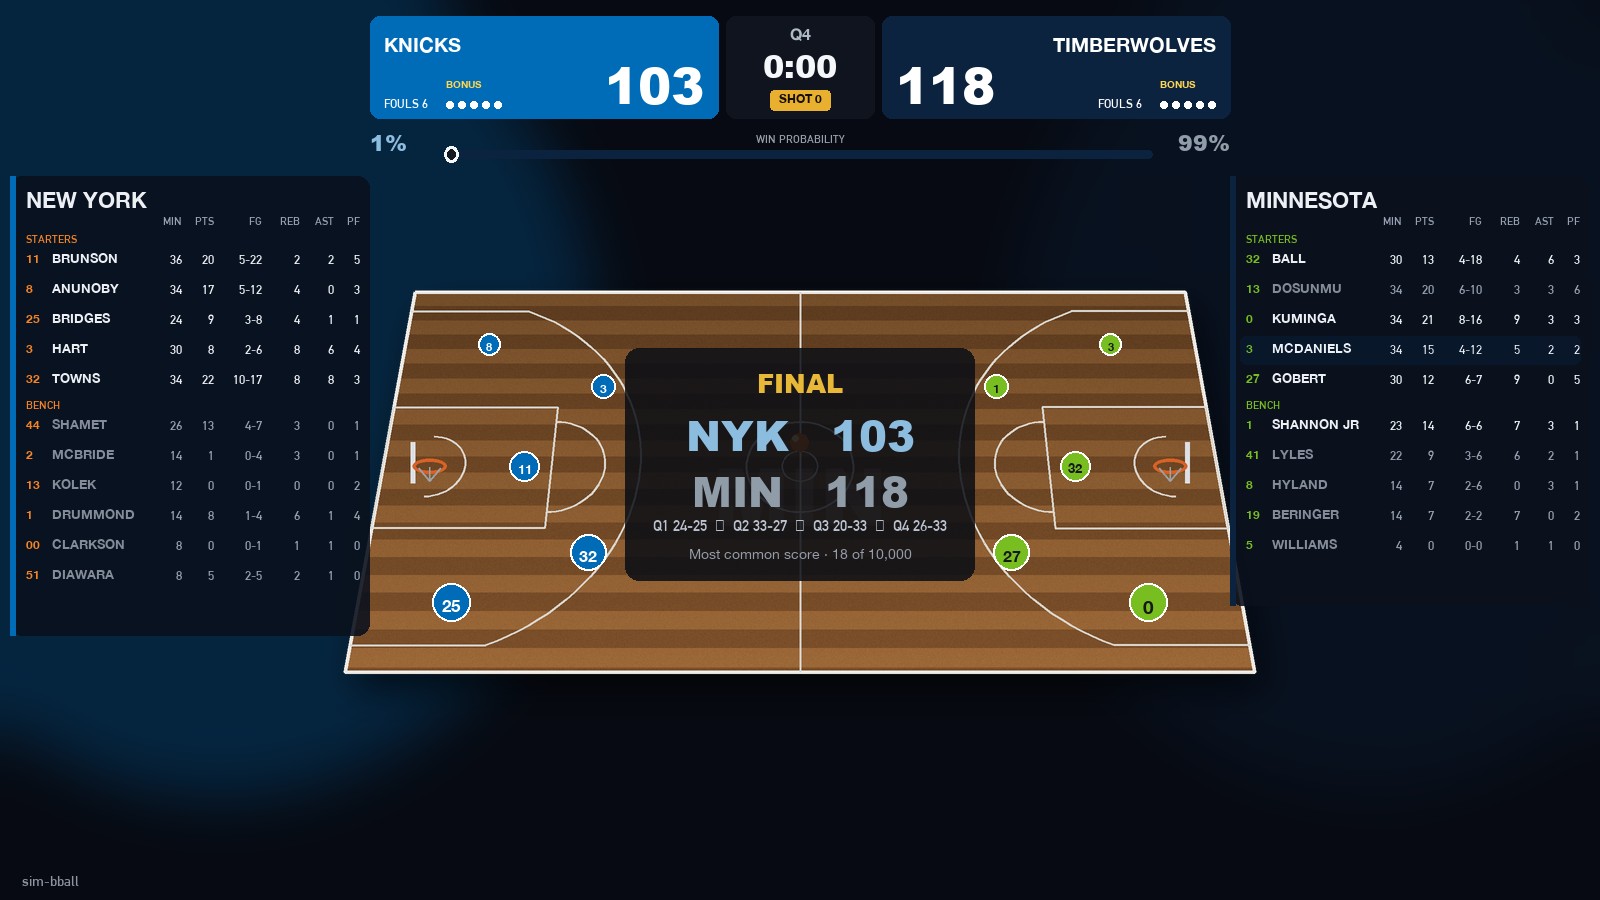 KNICKS
FOULS 6
BONUS
103
Q4
0:00
SHOT 0
TIMBERWOLVES
118
FOULS 6
BONUS
1%
WIN PROBABILITY
99%
NEW YORK
MIN PTS FG REB AST PF
STARTERS
11 BRUNSON 36 20 5-22 2 2 5
8 ANUNOBY 34 17 5-12 4 0 3
25 BRIDGES 24 9 3-8 4 1 1
3 HART 30 8 2-6 8 6 4
32 TOWNS 34 22 10-17 8 8 3
BENCH
44 SHAMET 26 13 4-7 3 0 1
2 MCBRIDE 14 1 0-4 3 0 1
13 KOLEK 12 0 0-1 0 0 2
1 DRUMMOND 14 8 1-4 6 1 4
00 CLARKSON 8 0 0-1 1 1 0
51 DIAWARA 8 5 2-5 2 1 0
8
3
11
32
25
FINAL
NYK 103
MIN 118
Q1 24-25 Q2 33-27 Q3 20-33 Q4 26-33
Most common score · 18 of 10,000
3
1
32
27
0
MINNESOTA
MIN PTS FG REB AST PF
STARTERS
32 BALL 30 13 4-18 4 6 3
13 DOSUNMU 34 20 6-10 3 3 6
0 KUMINGA 34 21 8-16 9 3 3
3 MCDANIELS 34 15 4-12 5 2 2
27 GOBERT 30 12 6-7 9 0 5
BENCH
1 SHANNON JR 23 14 6-6 7 3 1
41 LYLES 22 9 3-6 6 2 1
8 HYLAND 14 7 2-6 0 3 1
19 BERINGER 14 7 2-2 7 0 2
5 WILLIAMS 4 0 0-0 1 1 0
sim-bball